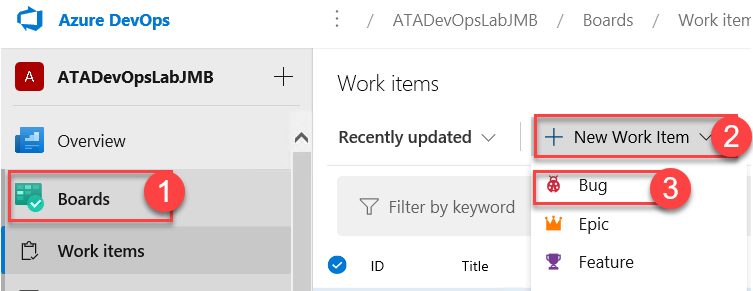 Azure DevOps
/ ATADevOpsLabJMB / Boards / Work item
A ATADevOpsLabJMB
Work items
Overview
Recently updated
New Work Item 2
Boards 1
Bug 3
Filter by keyword
Epic
Work items
ID Title
Feature